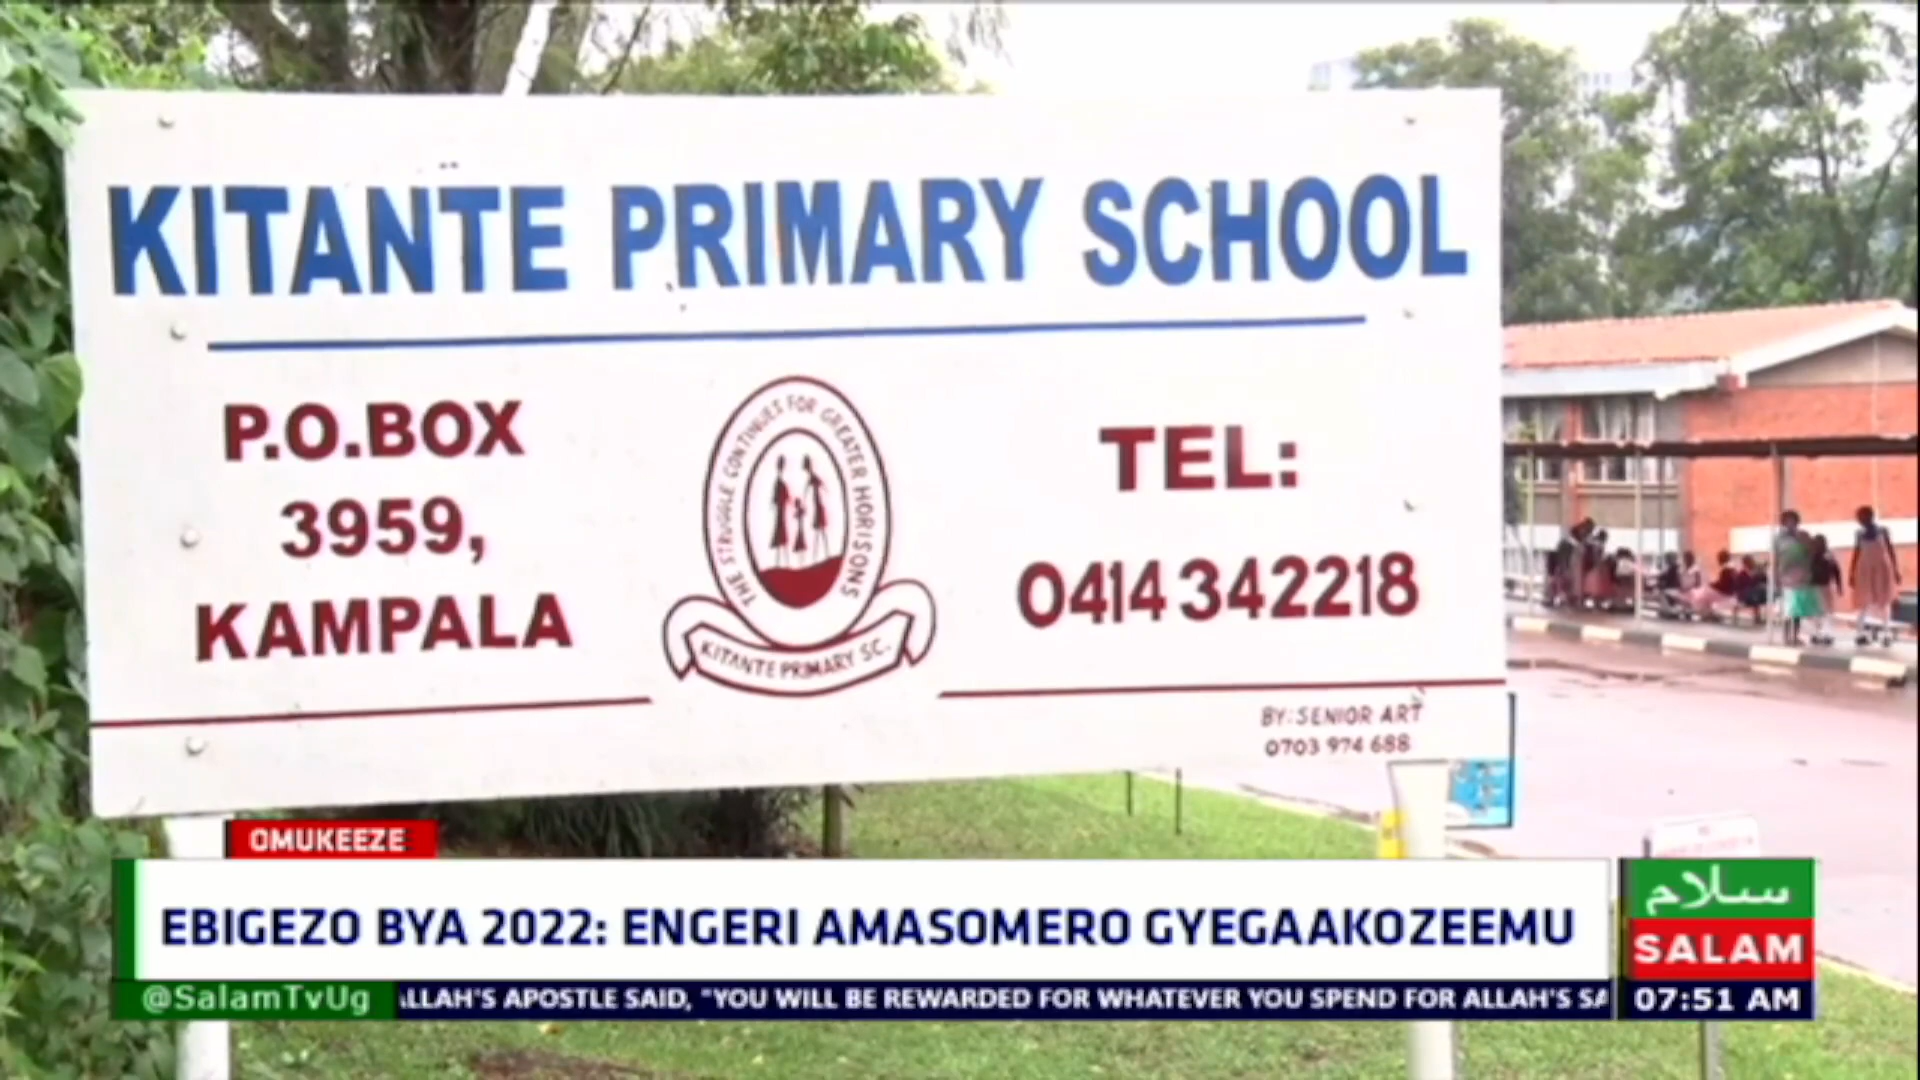 KITANTE PRIMARY SCHOOL
P.O.BOX
3959,
KAMPALA
THE STRUGGLE CONTINUES FOR GREATER HORISONS
KITANTE PRIMARY SC.
TEL:
0414 342218
BY: SENIOR ART
0703 974 688
OMUKEEZE
EBIGEZO BYA 2022: ENGERI AMASOMERO GYEGAAKOZEEMU
سلام
SALAM
@SalamTvUg
ALLAH'S APOSTLE SAID, "YOU WILL BE REWARDED FOR WHATEVER YOU SPEND FOR ALLAH'S
07:51 AM